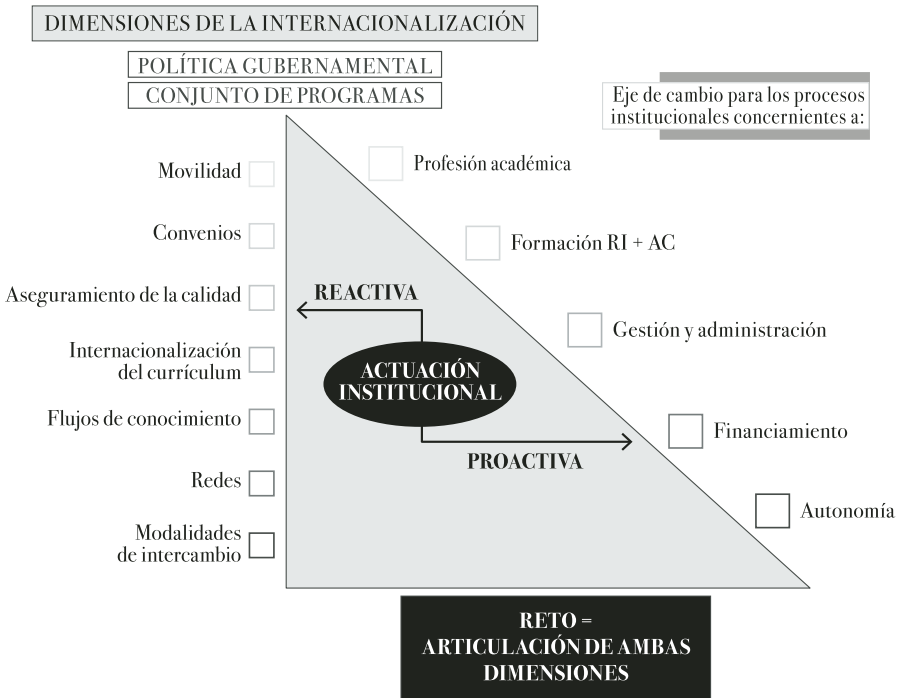 DIMENSIONES DE LA INTERNACIONALIZACIÓN
POLÍTICA GUBERNAMENTAL
CONJUNTO DE PROGRAMAS
Eje de cambio para los procesos
institucionales concernientes a:
Movilidad
Convenios
Aseguramiento de la calidad
Internacionalización
del currículum
Flujos de conocimiento
Redes
Modalidades
de intercambio
Profesión académica
Formación RI + AC
Gestión y administración
Financiamiento
Autonomía
REACTIVA
ACTUACIÓN
INSTITUCIONAL
PROACTIVA
RETO =
ARTICULACIÓN DE AMBAS
DIMENSIONES